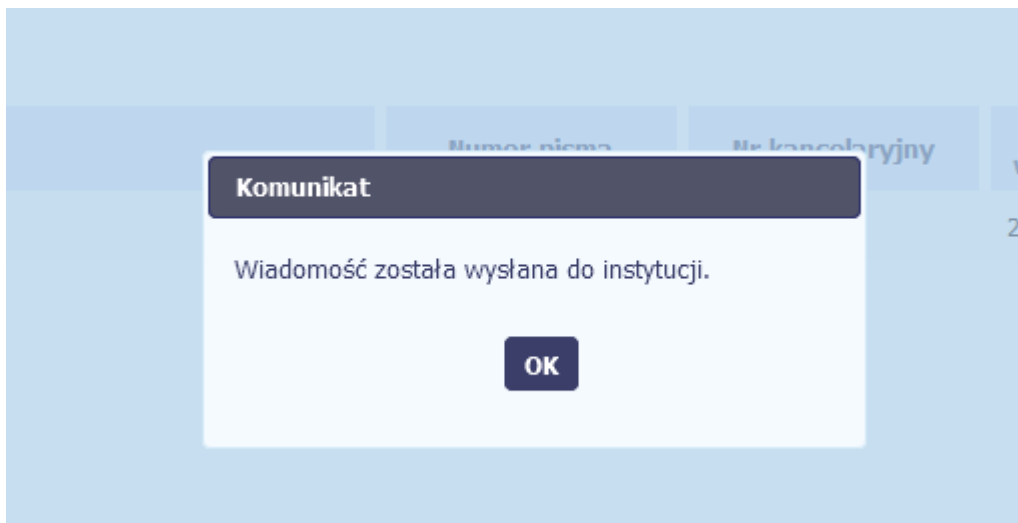 Numer pisma
Nr kancelaryjny
Komunikat
Wiadomość została wysłana do instytucji.
OK